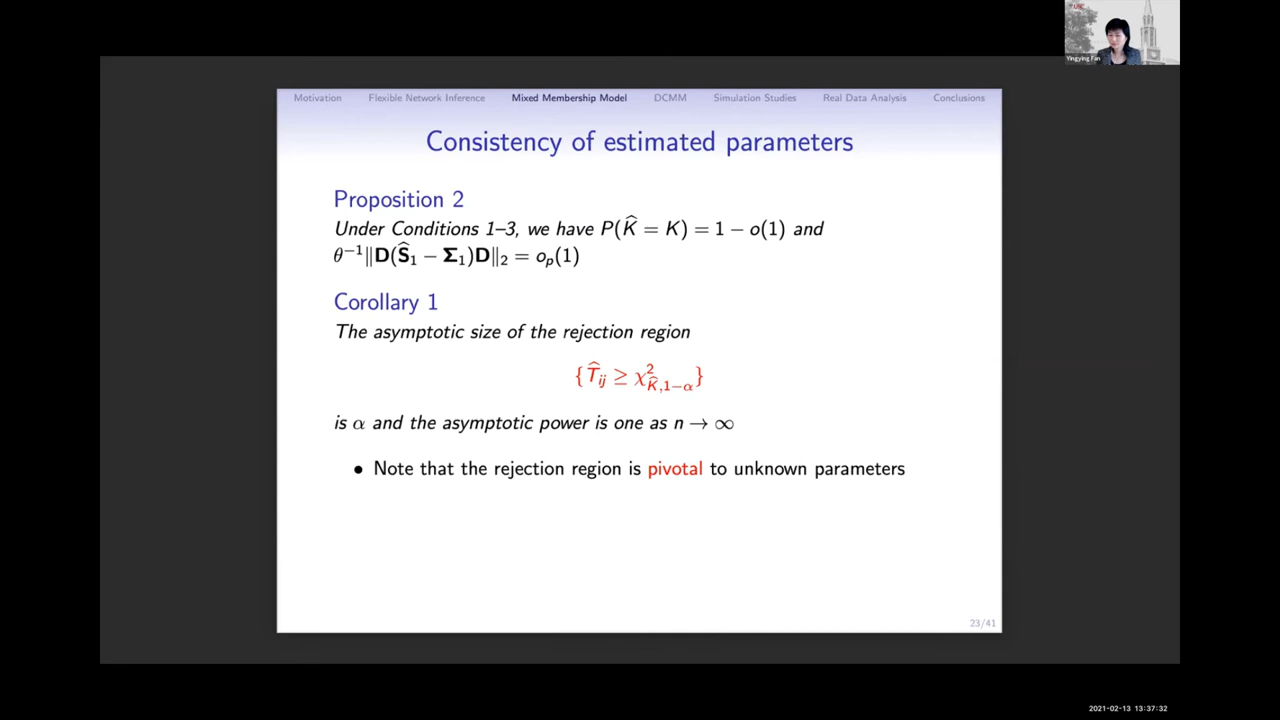 USC
Yingying Fan
Motivation Flexible Network Inference Mixed Membership Model DCMM Simulation Studies Real Data Analysis Conclusions
Consistency of estimated parameters
Proposition 2
Under Conditions 1–3, we have P(K̂ = K) = 1 − o(1) and
θ⁻¹‖D(Ŝ₁ − Σ₁)D‖₂ = oₚ(1)
Corollary 1
The asymptotic size of the rejection region
{T̂ᵢⱼ ≥ χ²_{K̂,1−α}}
is α and the asymptotic power is one as n → ∞
• Note that the rejection region is pivotal to unknown parameters
23/41
2021-02-13 13:37:32